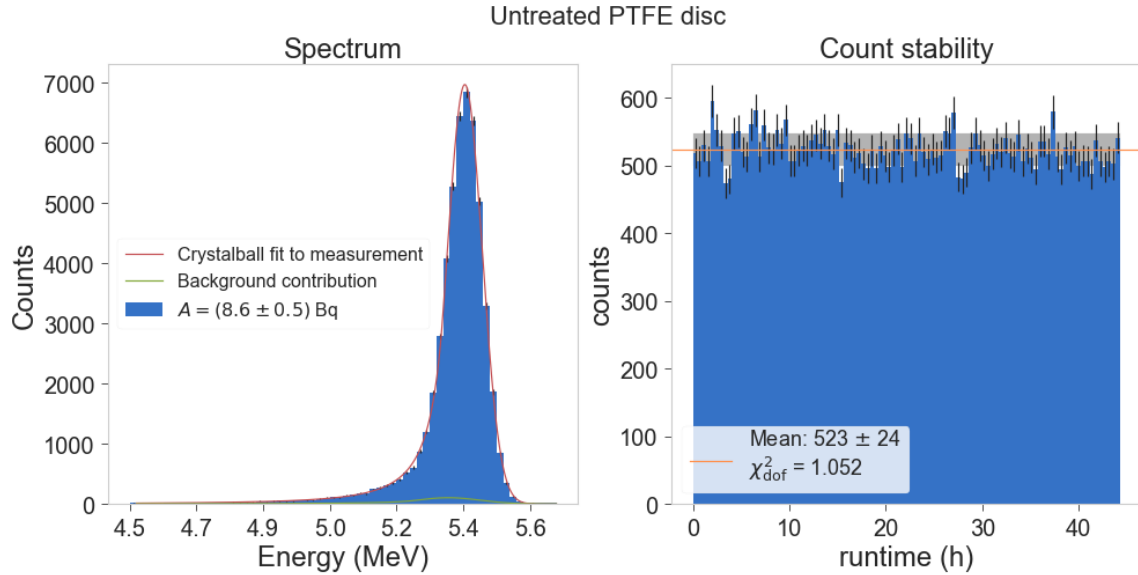 Untreated PTFE disc
Spectrum
7000
6000
5000
4000
3000
2000
1000
0
Counts
Crystalball fit to measurement
Background contribution
A = (8.6 ± 0.5) Bq
4.5 4.7 4.9 5.0 5.2 5.4 5.6
Energy (MeV)
Count stability
600
500
400
300
200
100
0
counts
Mean: 523 ± 24
χ²dof = 1.052
0 10 20 30 40
runtime (h)